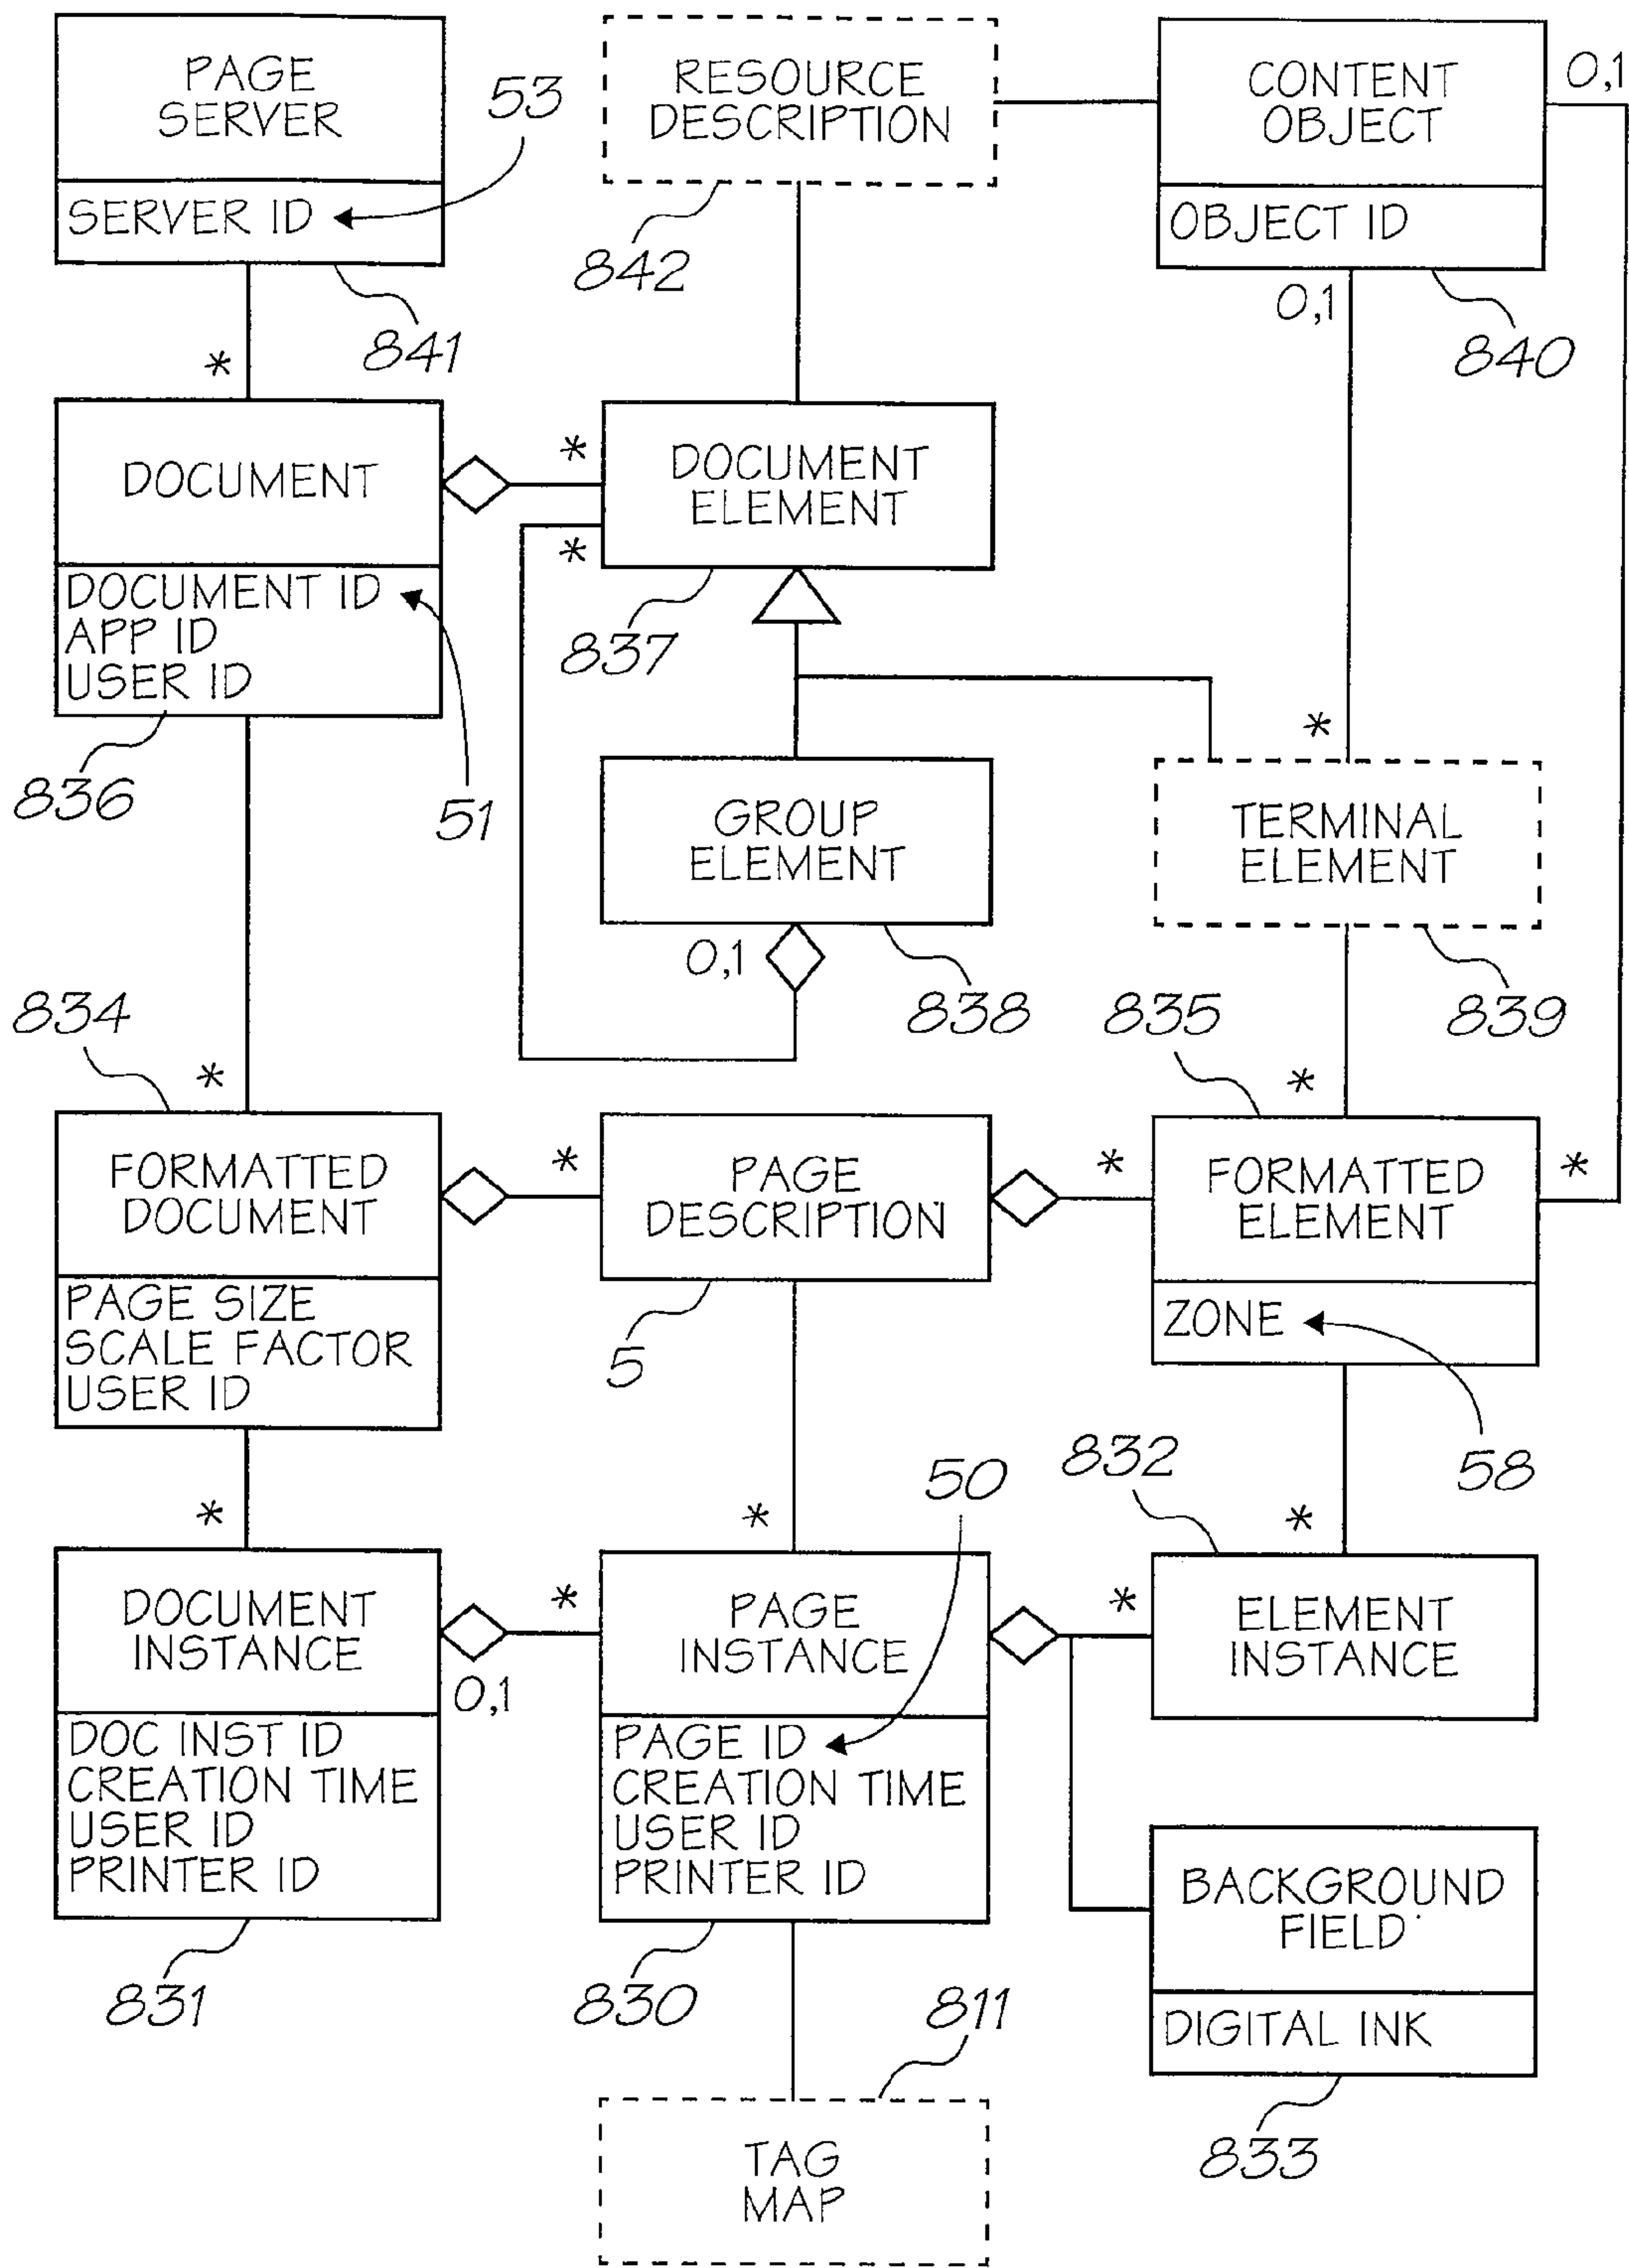 PAGE
SERVER
SERVER ID
53
841
RESOURCE
DESCRIPTION
842
CONTENT
OBJECT
OBJECT ID
0,1
0,1
840
*
DOCUMENT
DOCUMENT ID
APP ID
USER ID
836
51
*
*
DOCUMENT
ELEMENT
837
GROUP
ELEMENT
0,1
838
*
TERMINAL
ELEMENT
839
834
*
FORMATTED
DOCUMENT
PAGE SIZE
SCALE FACTOR
USER ID
*
PAGE
DESCRIPTION
5
*
835
*
FORMATTED
ELEMENT
*
ZONE
58
*
DOCUMENT
INSTANCE
0,1
DOC INST ID
CREATION TIME
USER ID
PRINTER ID
831
*
*
50
PAGE
INSTANCE
PAGE ID
CREATION TIME
USER ID
PRINTER ID
830
832
*
*
ELEMENT
INSTANCE
BACKGROUND
FIELD
DIGITAL INK
833
811
TAG
MAP